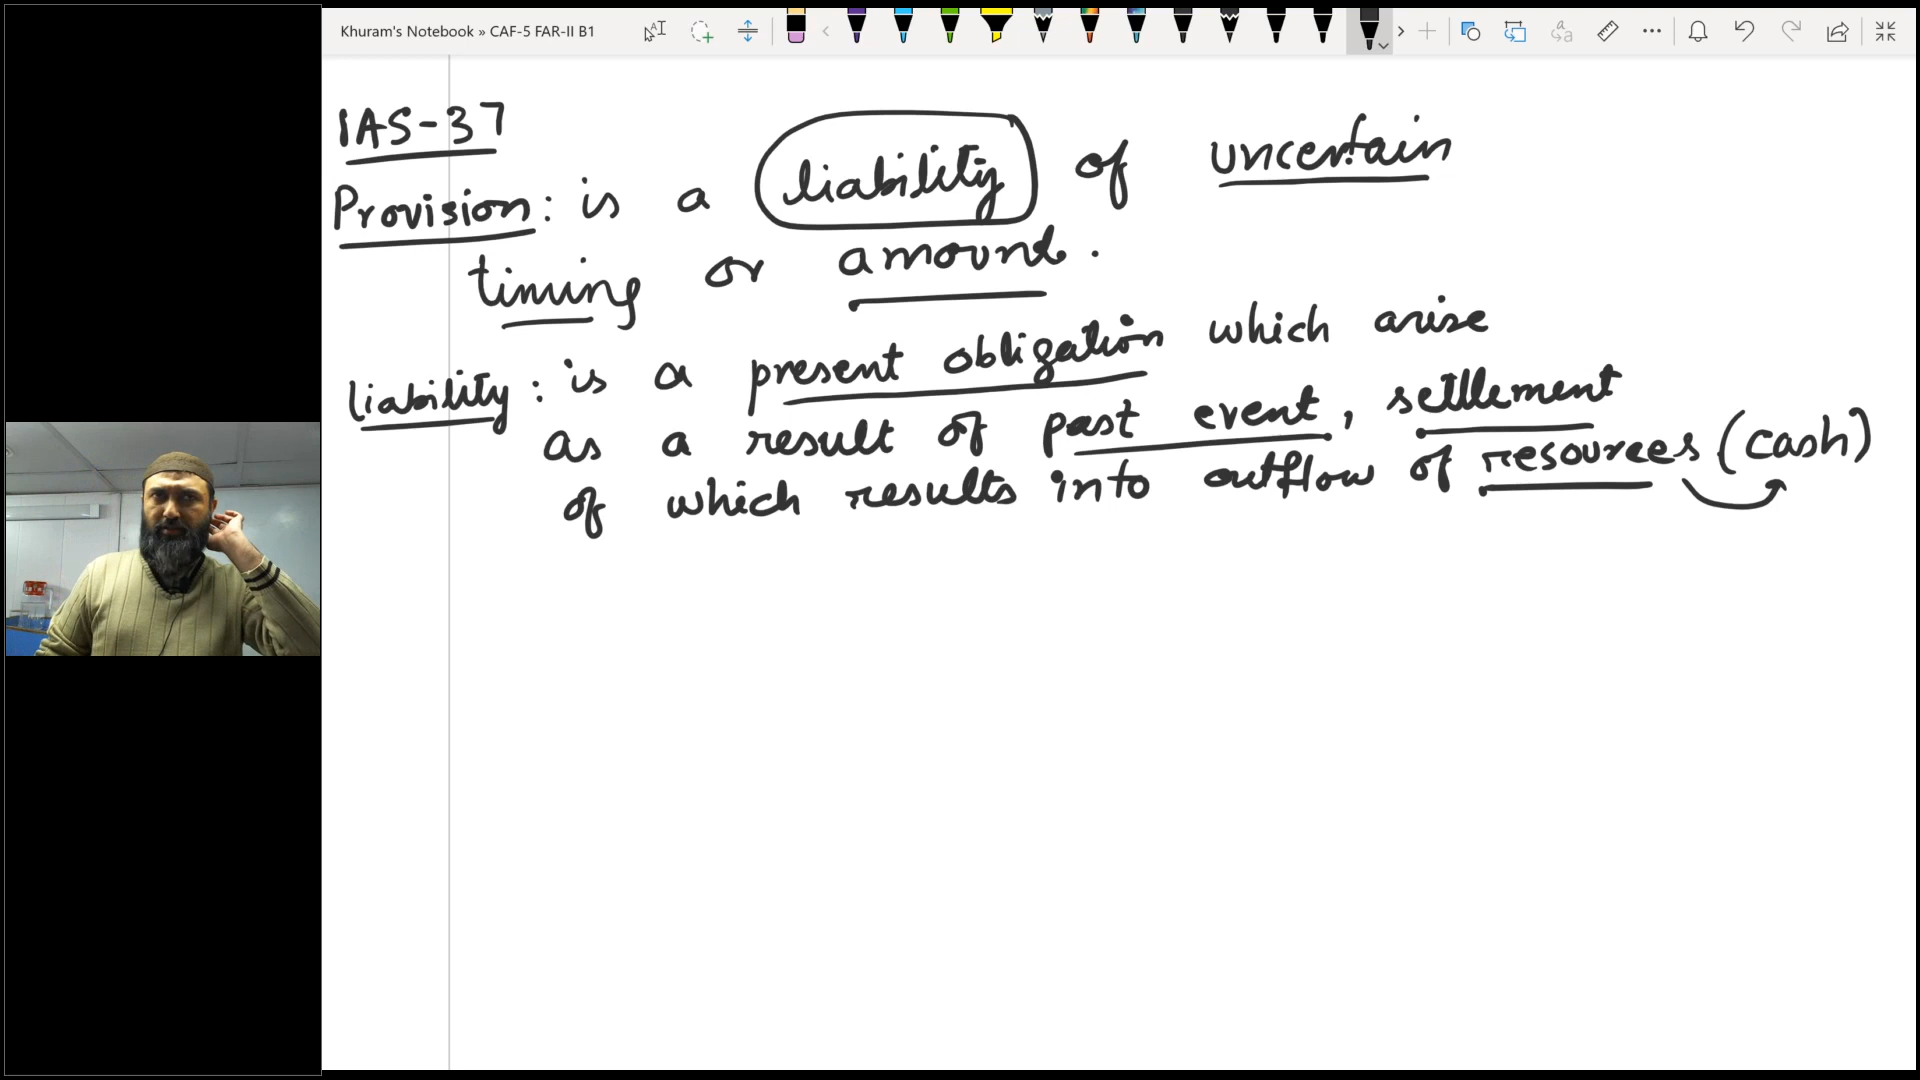 Khuram's Notebook » CAF-5 FAR-II B1
IAS-37
Provision: is a liability of uncertain
timing or amount.
Liability: is a present obligation which arise
as a result of past event, settlement
of which results into outflow of resources (cash)